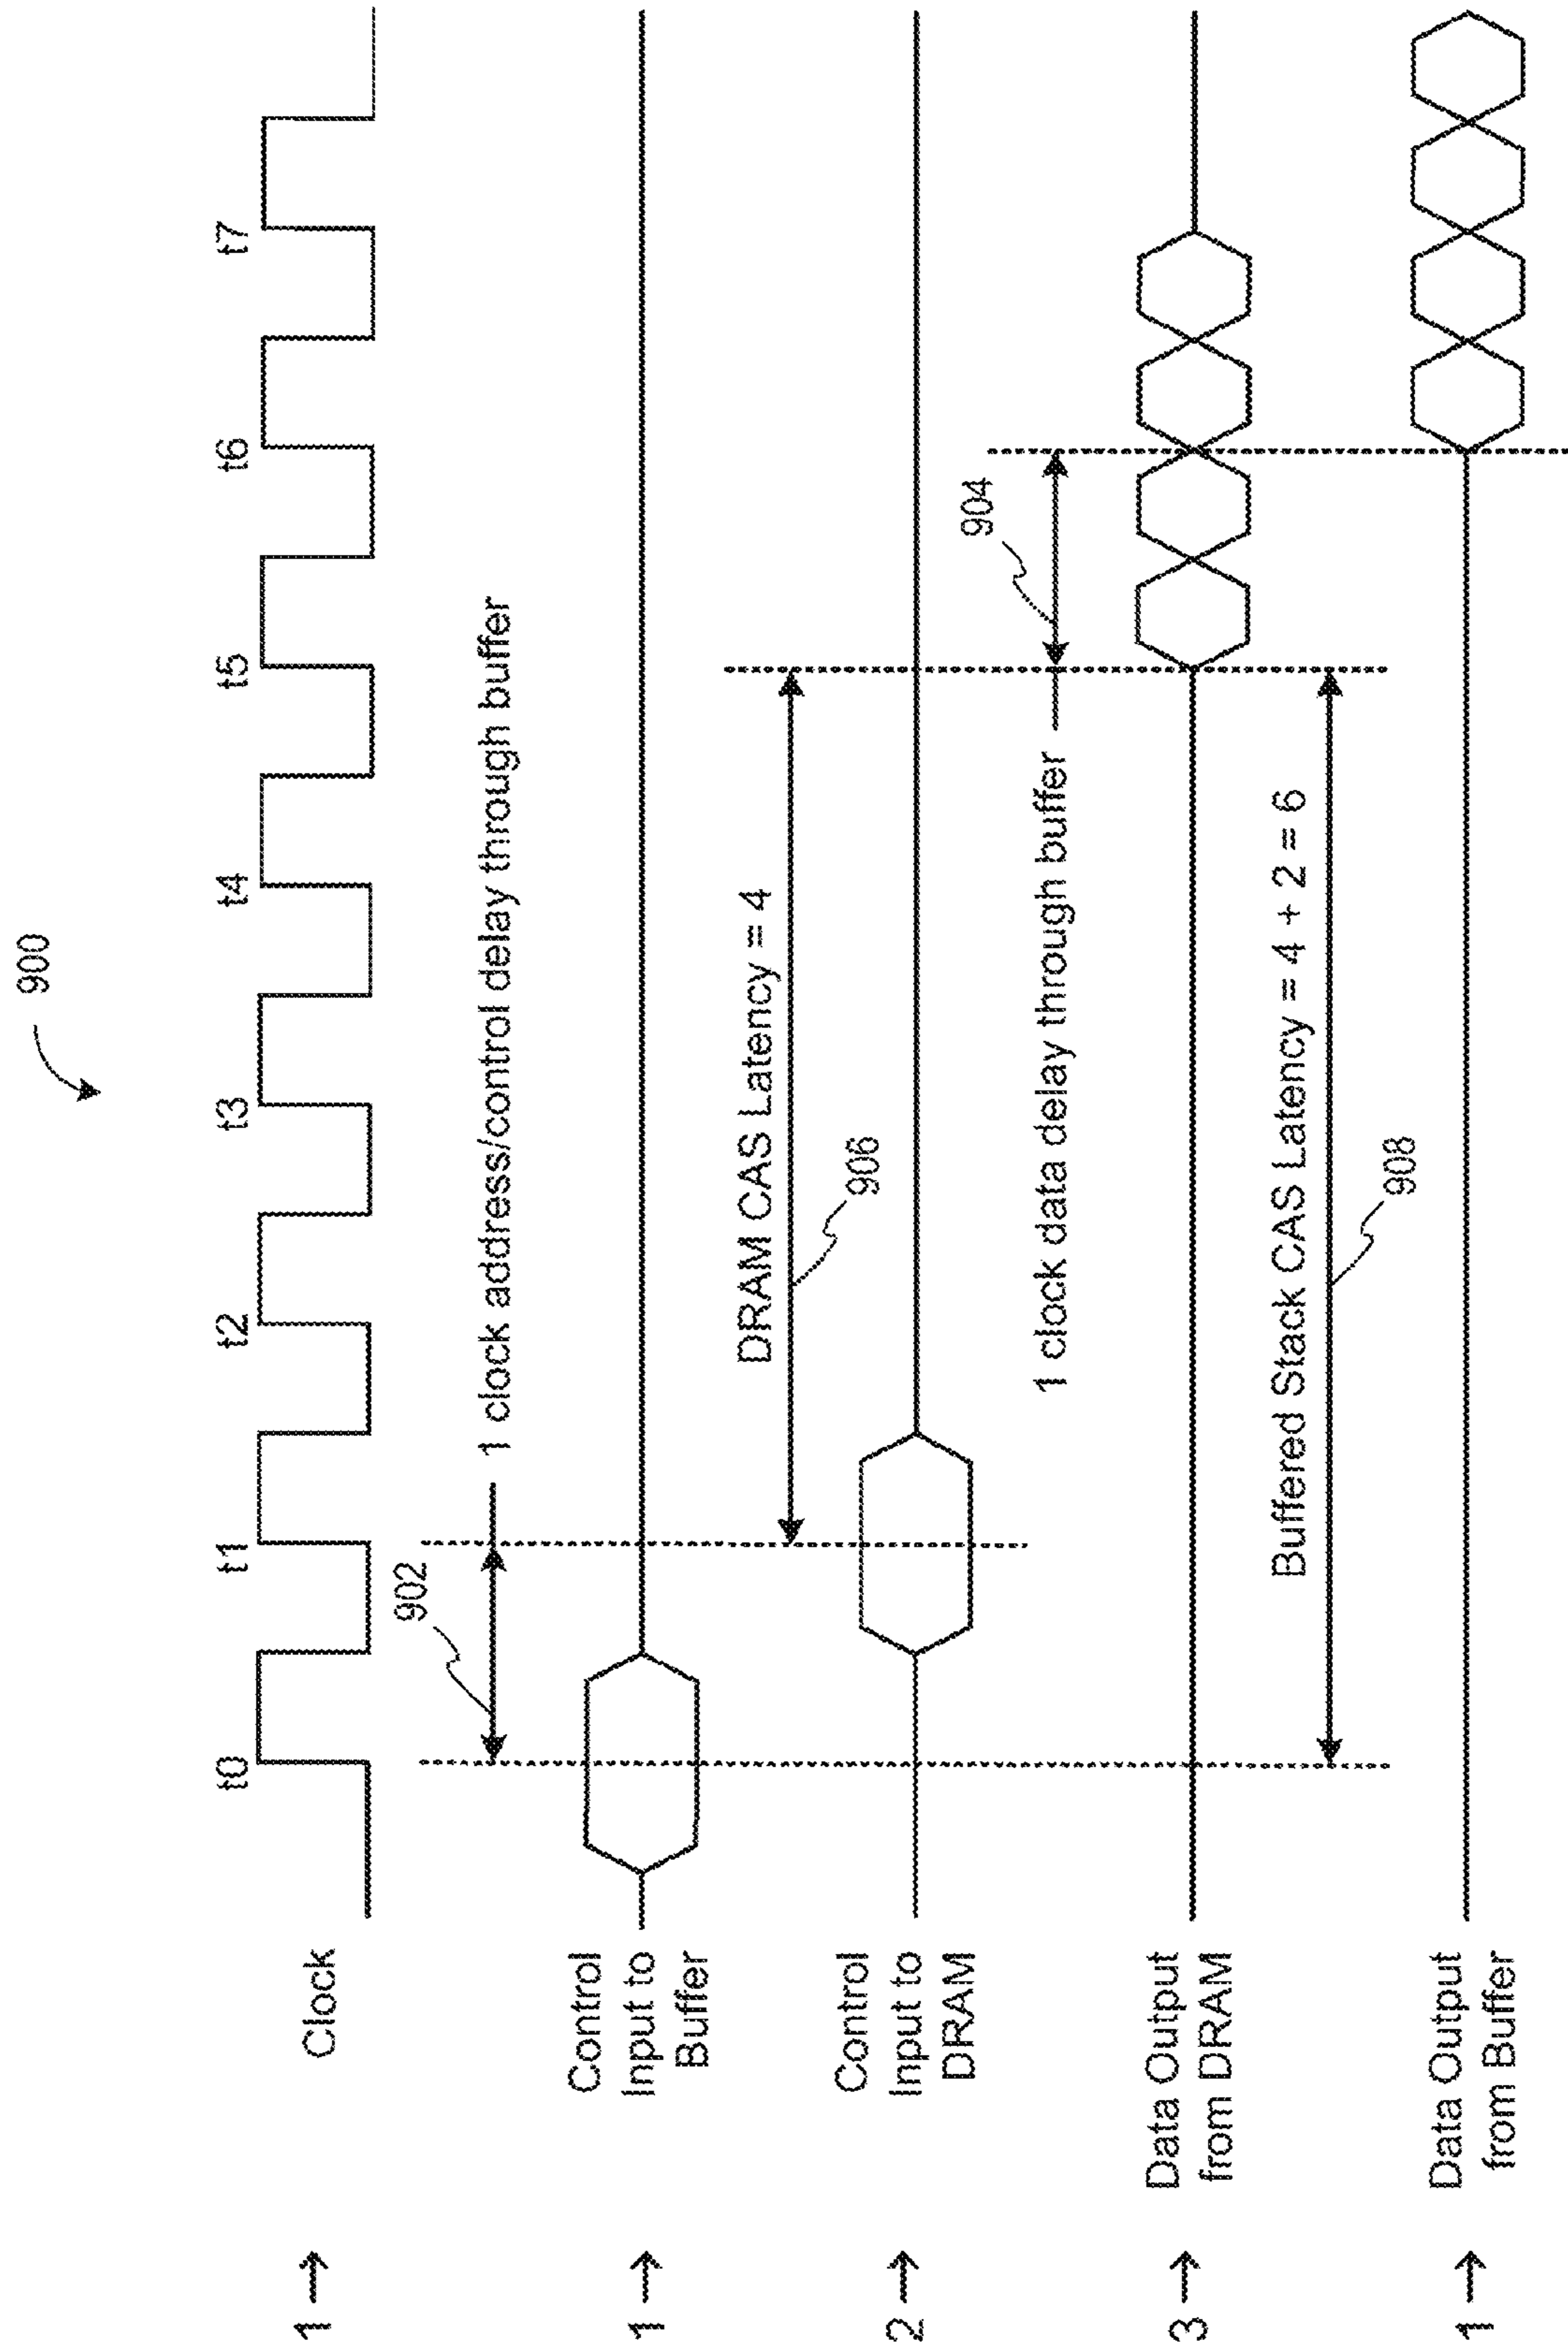 900
t0 t1 t2 t3 t4 t5 t6 t7
1 → Clock
902
1 clock address/control delay through buffer
1 → Control
Input to
Buffer
DRAM CAS Latency = 4
906
2 → Control
Input to
DRAM
904
1 clock data delay through buffer
3 → Data Output
from DRAM
Buffered Stack CAS Latency = 4 + 2 = 6
908
1 → Data Output
from Buffer